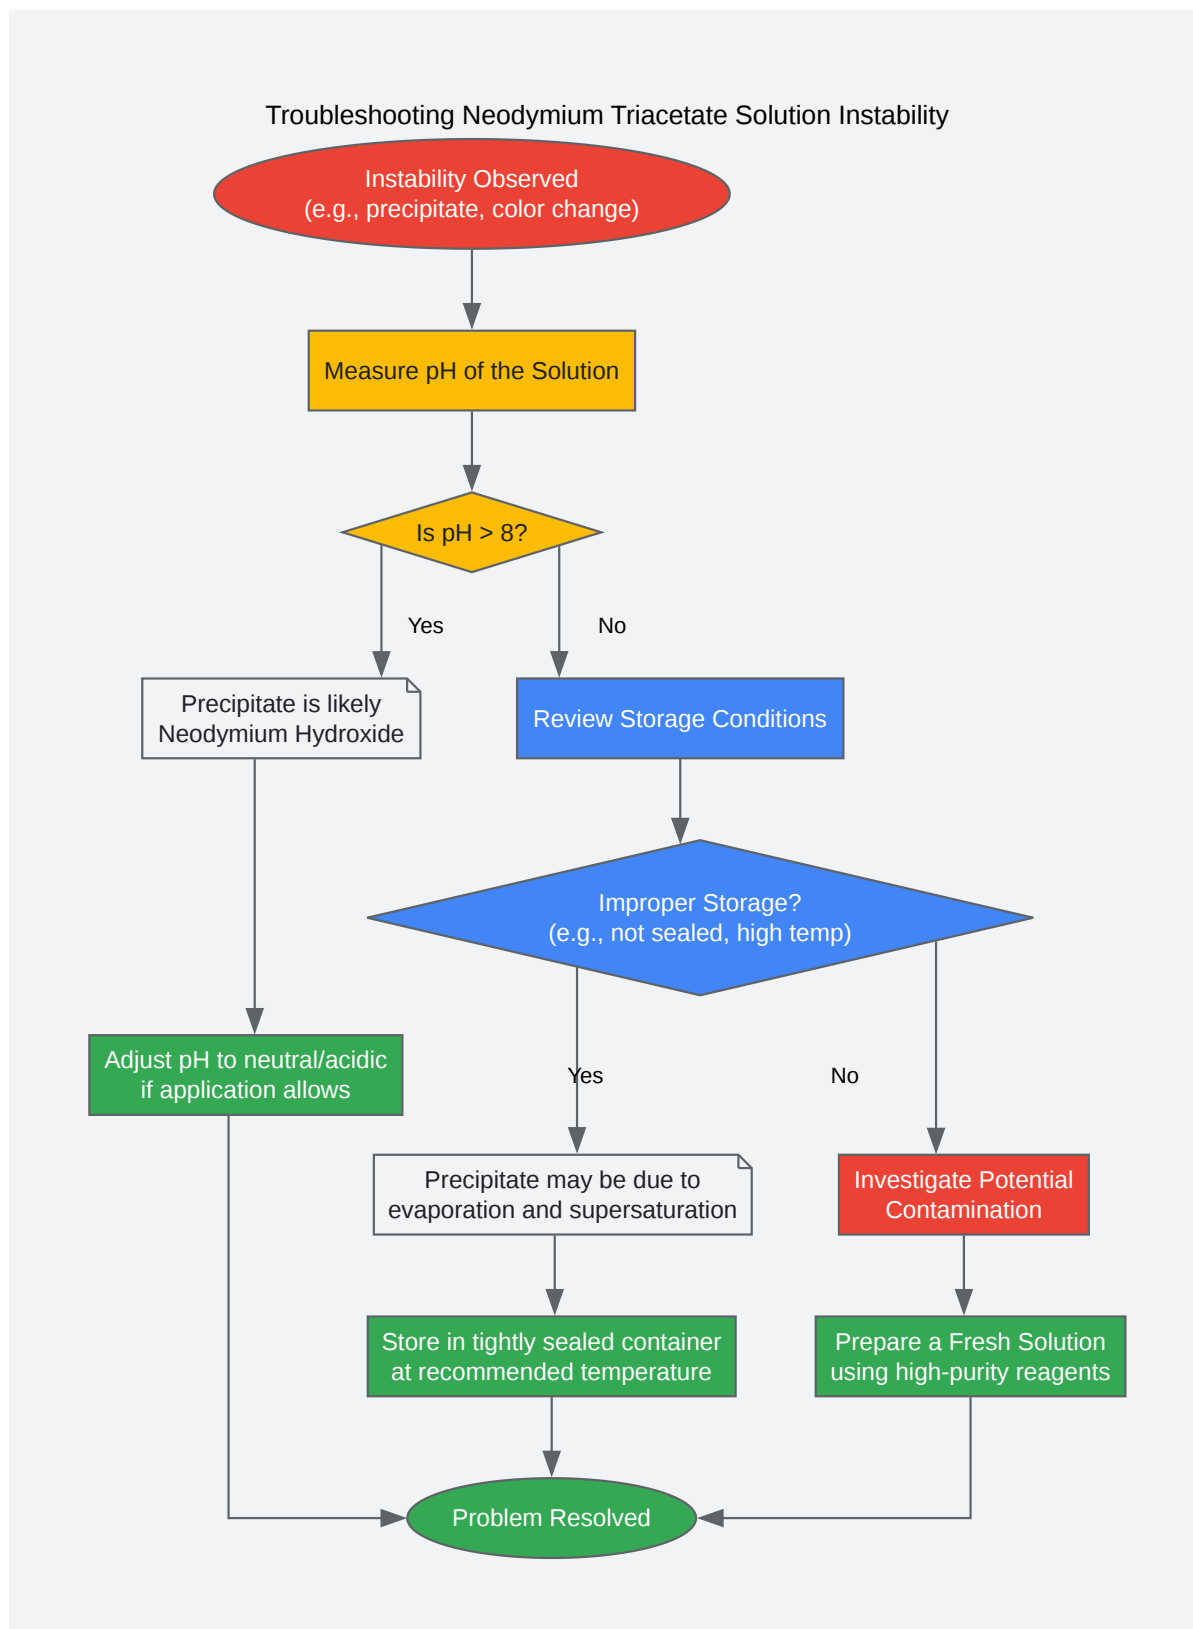 Troubleshooting Neodymium Triacetate Solution Instability
Instability Observed
(e.g., precipitate, color change)
Measure pH of the Solution
Is pH > 8?
Yes
No
Precipitate is likely
Neodymium Hydroxide
Review Storage Conditions
Improper Storage?
(e.g., not sealed, high temp)
Adjust pH to neutral/acidic
if application allows
Yes
No
Precipitate may be due to
evaporation and supersaturation
Investigate Potential
Contamination
Store in tightly sealed container
at recommended temperature
Prepare a Fresh Solution
using high-purity reagents
Problem Resolved